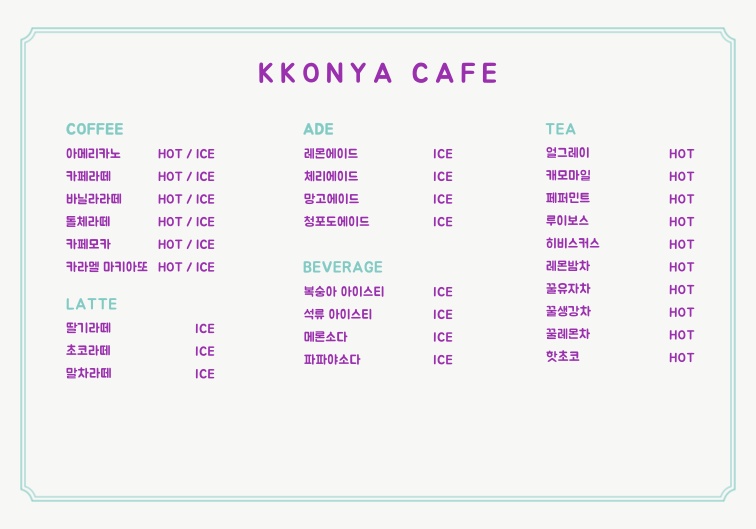 KKONYA CAFE
COFFEE
아메리카노 HOT / ICE
카페라떼 HOT / ICE
바닐라라떼 HOT / ICE
돌체라떼 HOT / ICE
카페모카 HOT / ICE
카라멜 마키아또 HOT / ICE
LATTE
딸기라떼 ICE
초코라떼 ICE
말차라떼 ICE
ADE
레몬에이드 ICE
체리에이드 ICE
망고에이드 ICE
청포도에이드 ICE
BEVERAGE
복숭아 아이스티 ICE
석류 아이스티 ICE
메론소다 ICE
파파야소다 ICE
TEA
얼그레이 HOT
캐모마일 HOT
페퍼민트 HOT
루이보스 HOT
히비스커스 HOT
레몬밤차 HOT
꿀유자차 HOT
꿀생강차 HOT
꿀레몬차 HOT
핫초코 HOT